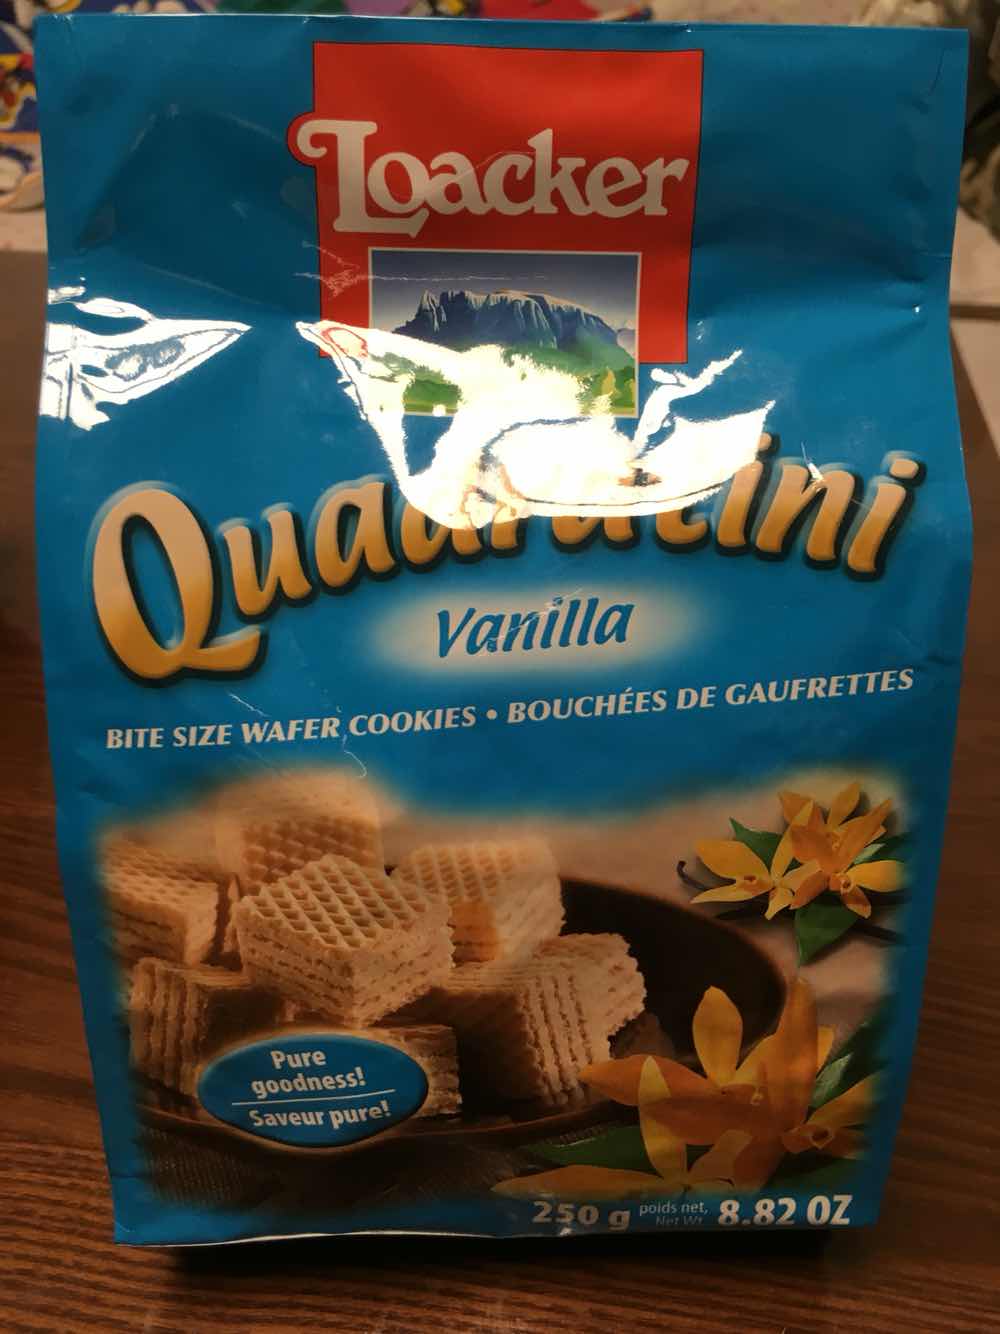 Loacker
Quadratini
Vanilla
BITE SIZE WAFER COOKIES • BOUCHÉES DE GAUFRETTES
Pure
goodness!
Saveur pure!
250 g poids net, Net Wt. 8.82 OZ